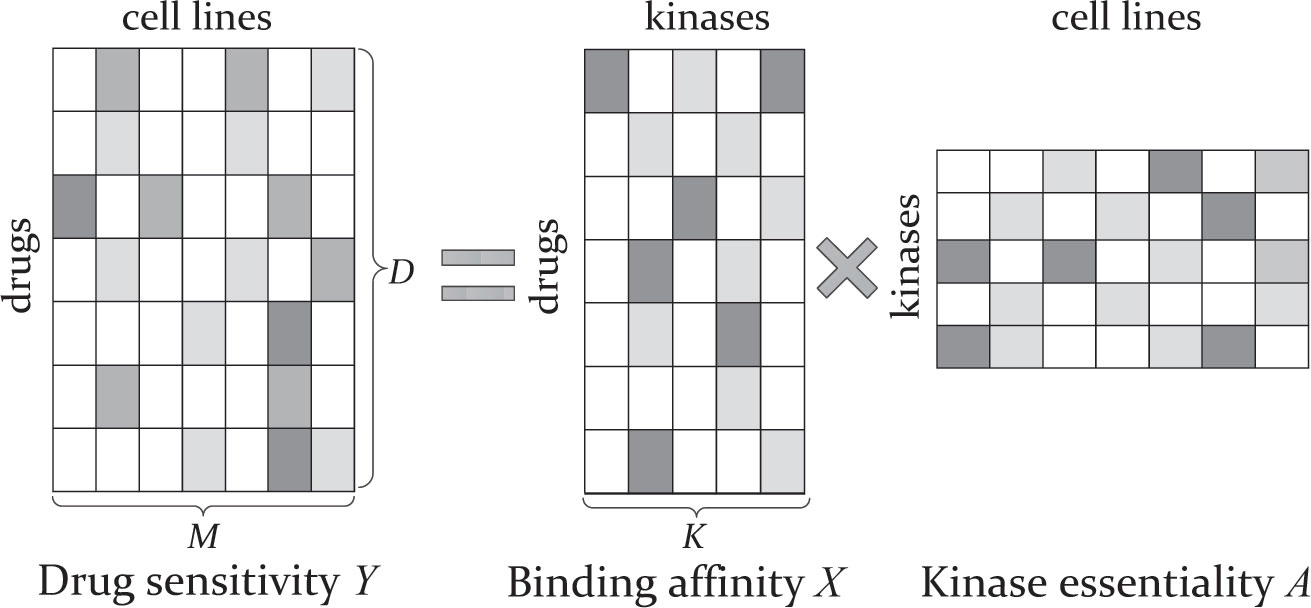 cell lines
kinases
cell lines
drugs
D
drugs
kinases
M
K
Drug sensitivity Y
Binding affinity X
Kinase essentiality A